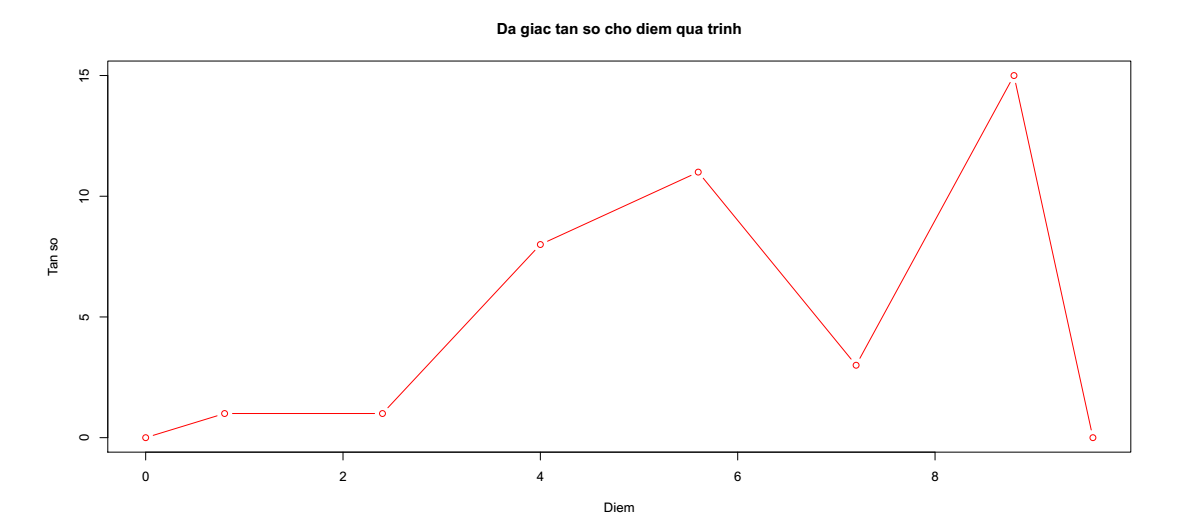 Da giac tan so cho diem qua trinh
Tan so
15
10
5
0
0 2 4 6 8
Diem